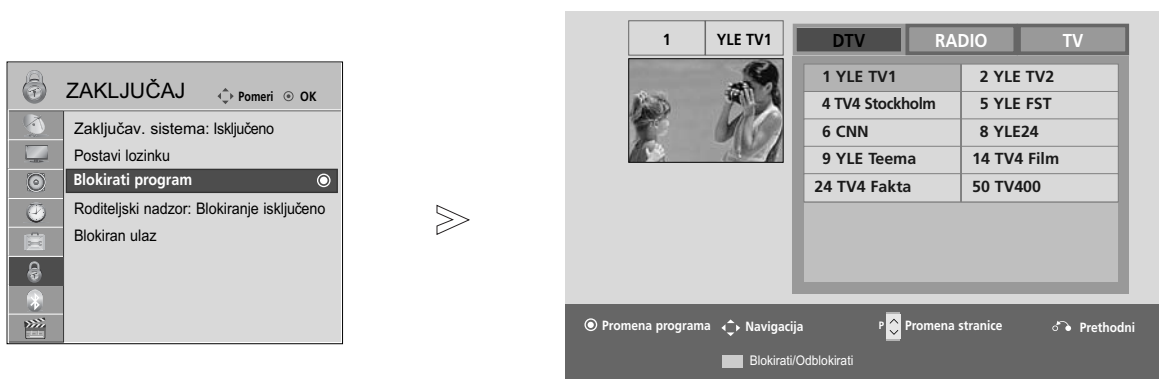 ZAKLJUČAJ Pomeri OK
Zaključav. sistema: Isključeno
Postavi lozinku
Blokirati program
Roditeljski nadzor: Blokiranje isključeno
Blokiran ulaz
1 YLE TV1 DTV RADIO TV
1 YLE TV1 2 YLE TV2
4 TV4 Stockholm 5 YLE FST
6 CNN 8 YLE24
9 YLE Teema 14 TV4 Film
24 TV4 Fakta 50 TV400
Promena programa Navigacija P Promena stranice Prethodni
Blokirati/Odblokirati